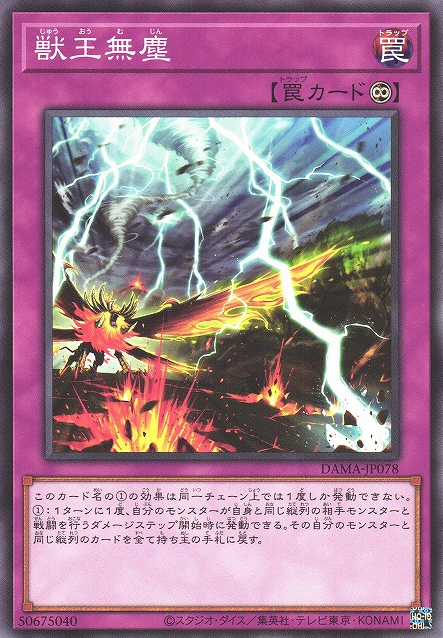 獣王無塵
罠
【罠カード】
DAMA-JP078
このカード名の①の効果は同一チェーン上では１度しか発動できない。
①：１ターンに１度、自分のモンスターが自身と同じ縦列の相手モンスターと
戦闘を行うダメージステップ開始時に発動できる。その自分のモンスターと
同じ縦列のカードを全て持ち主の手札に戻す。
50675040
©スタジオ・ダイス／集英社・テレビ東京・KONAMI